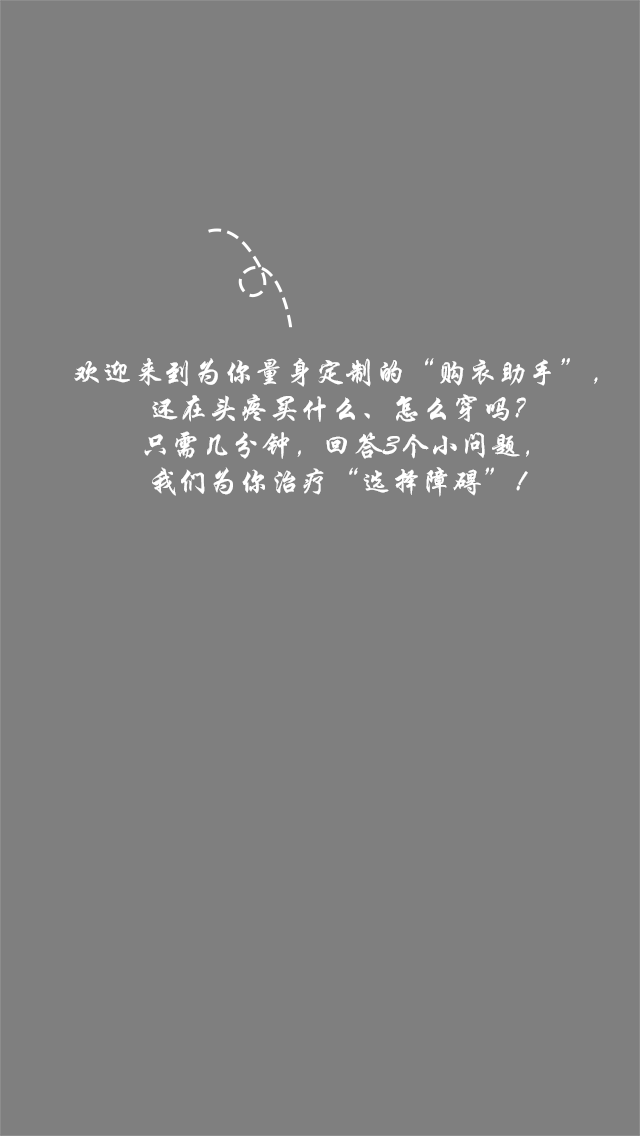 欢迎来到为你量身定制的“购衣助手”，
还在头疼买什么、怎么穿吗？
只需几分钟，回答3个小问题，
我们为你治疗“选择障碍”！